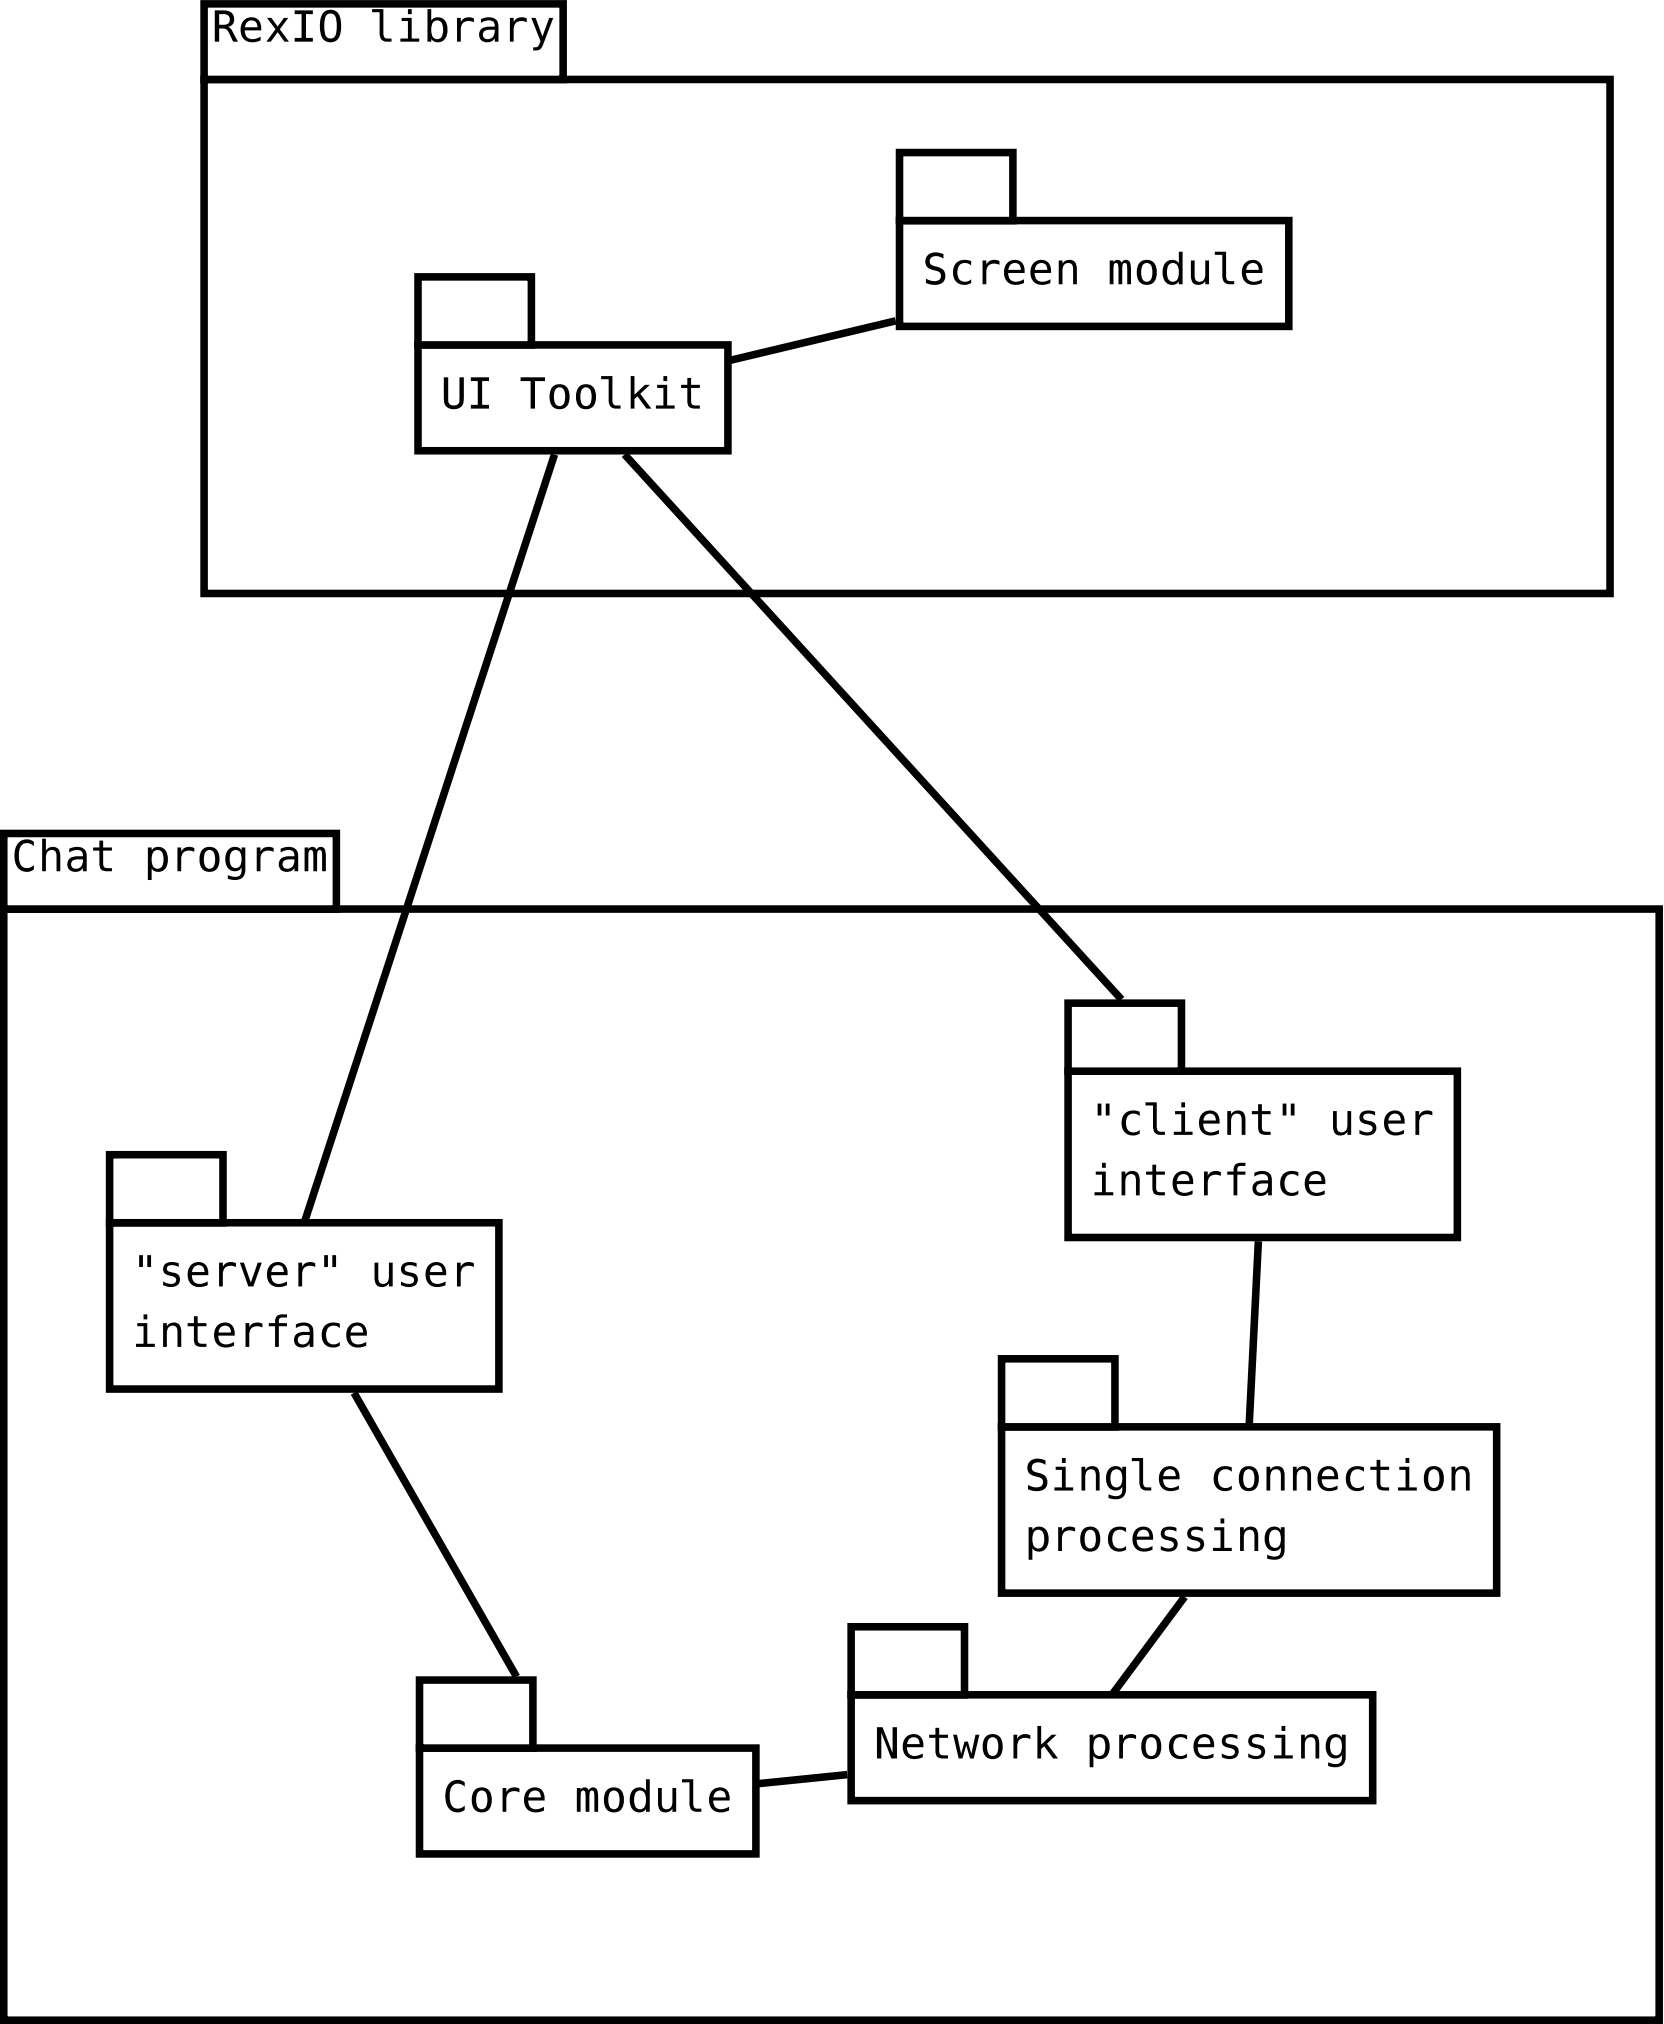 RexIO library
Screen module
UI Toolkit
Chat program
"client" user
interface
"server" user
interface
Single connection
processing
Network processing
Core module